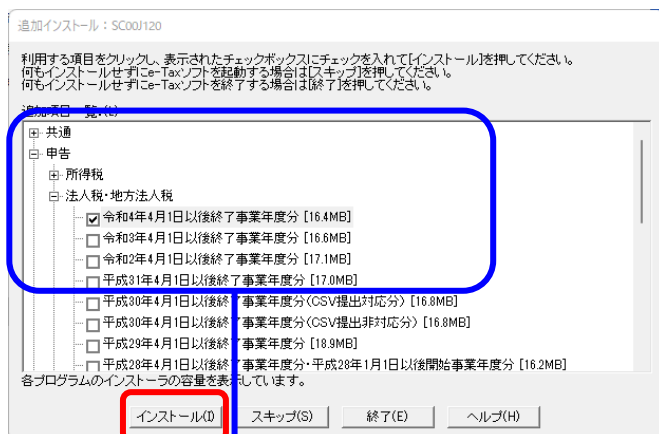 追加インストール：SC00J120
利用する項目をクリックし、表示されたチェックボックスにチェックを入れて[インストール]を押してください。
何もインストールせずにe-Taxソフトを起動する場合は[スキップ]を押してください。
何もインストールせずにe-Taxソフトを終了する場合は[終了]を押してください。
追加項目一覧:(L)
共通
申告
所得税
法人税・地方法人税
令和4年4月1日以後終了事業年度分 [16.4MB]
令和3年4月1日以後終了事業年度分 [16.6MB]
令和2年4月1日以後終了事業年度分 [17.1MB]
平成31年4月1日以後終了事業年度分 [17.0MB]
平成30年4月1日以後終了事業年度分(CSV提出対応分) [16.8MB]
平成30年4月1日以後終了事業年度分(CSV提出非対応分) [16.8MB]
平成29年4月1日以後終了事業年度分 [18.9MB]
平成28年4月1日以後終了事業年度分・平成28年1月1日以後開始事業年度分 [16.2MB]
各プログラムのインストーラの容量を表示しています。
インストール(I) スキップ(S) 終了(E) ヘルプ(H)